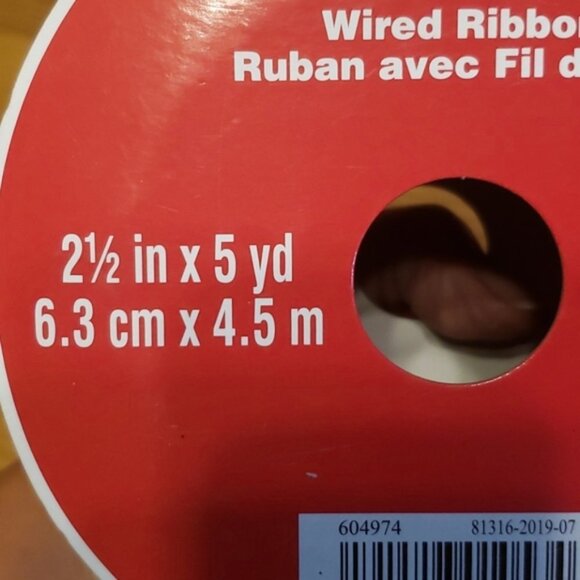 Wired Ribbo
Ruban avec Fil d
2½ in x 5 yd
6.3 cm x 4.5 m
604974 81316-2019-07